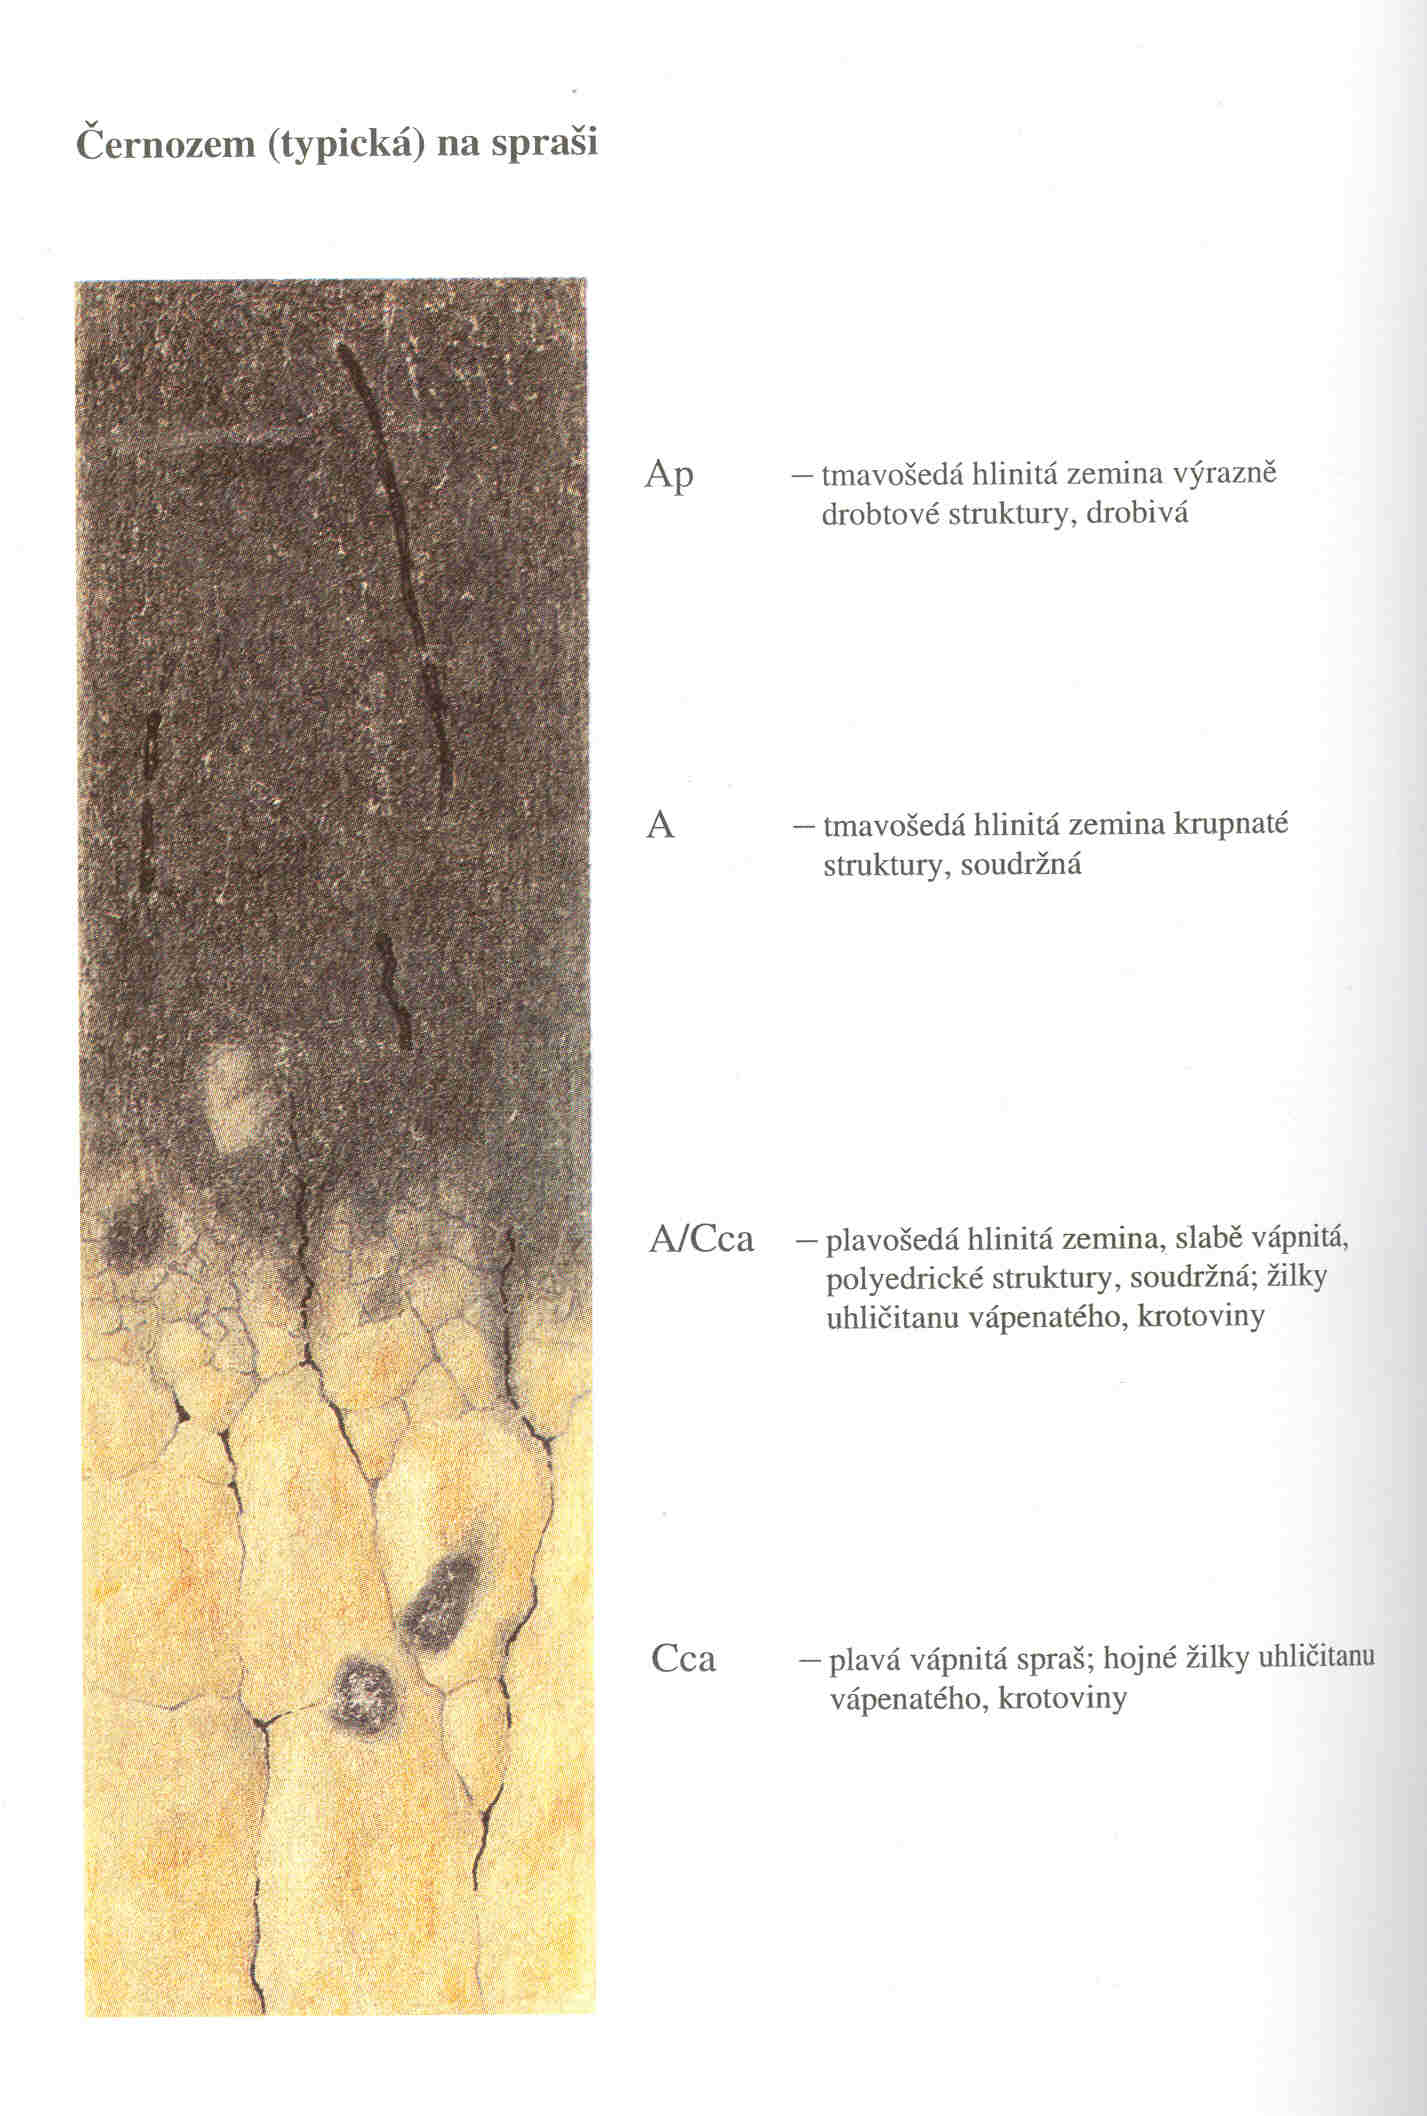 Černozem (typická) na spraši
Ap – tmavošedá hlinitá zemina výrazně
drobtové struktury, drobivá
A – tmavošedá hlinitá zemina krupnaté
struktury, soudržná
A/Cca – plavošedá hlinitá zemina, slabě vápnitá,
polyedrické struktury, soudržná; žilky
uhličitanu vápenatého, krotoviny
Cca – plavá vápnitá spraš; hojné žilky uhličitanu
vápenatého, krotoviny